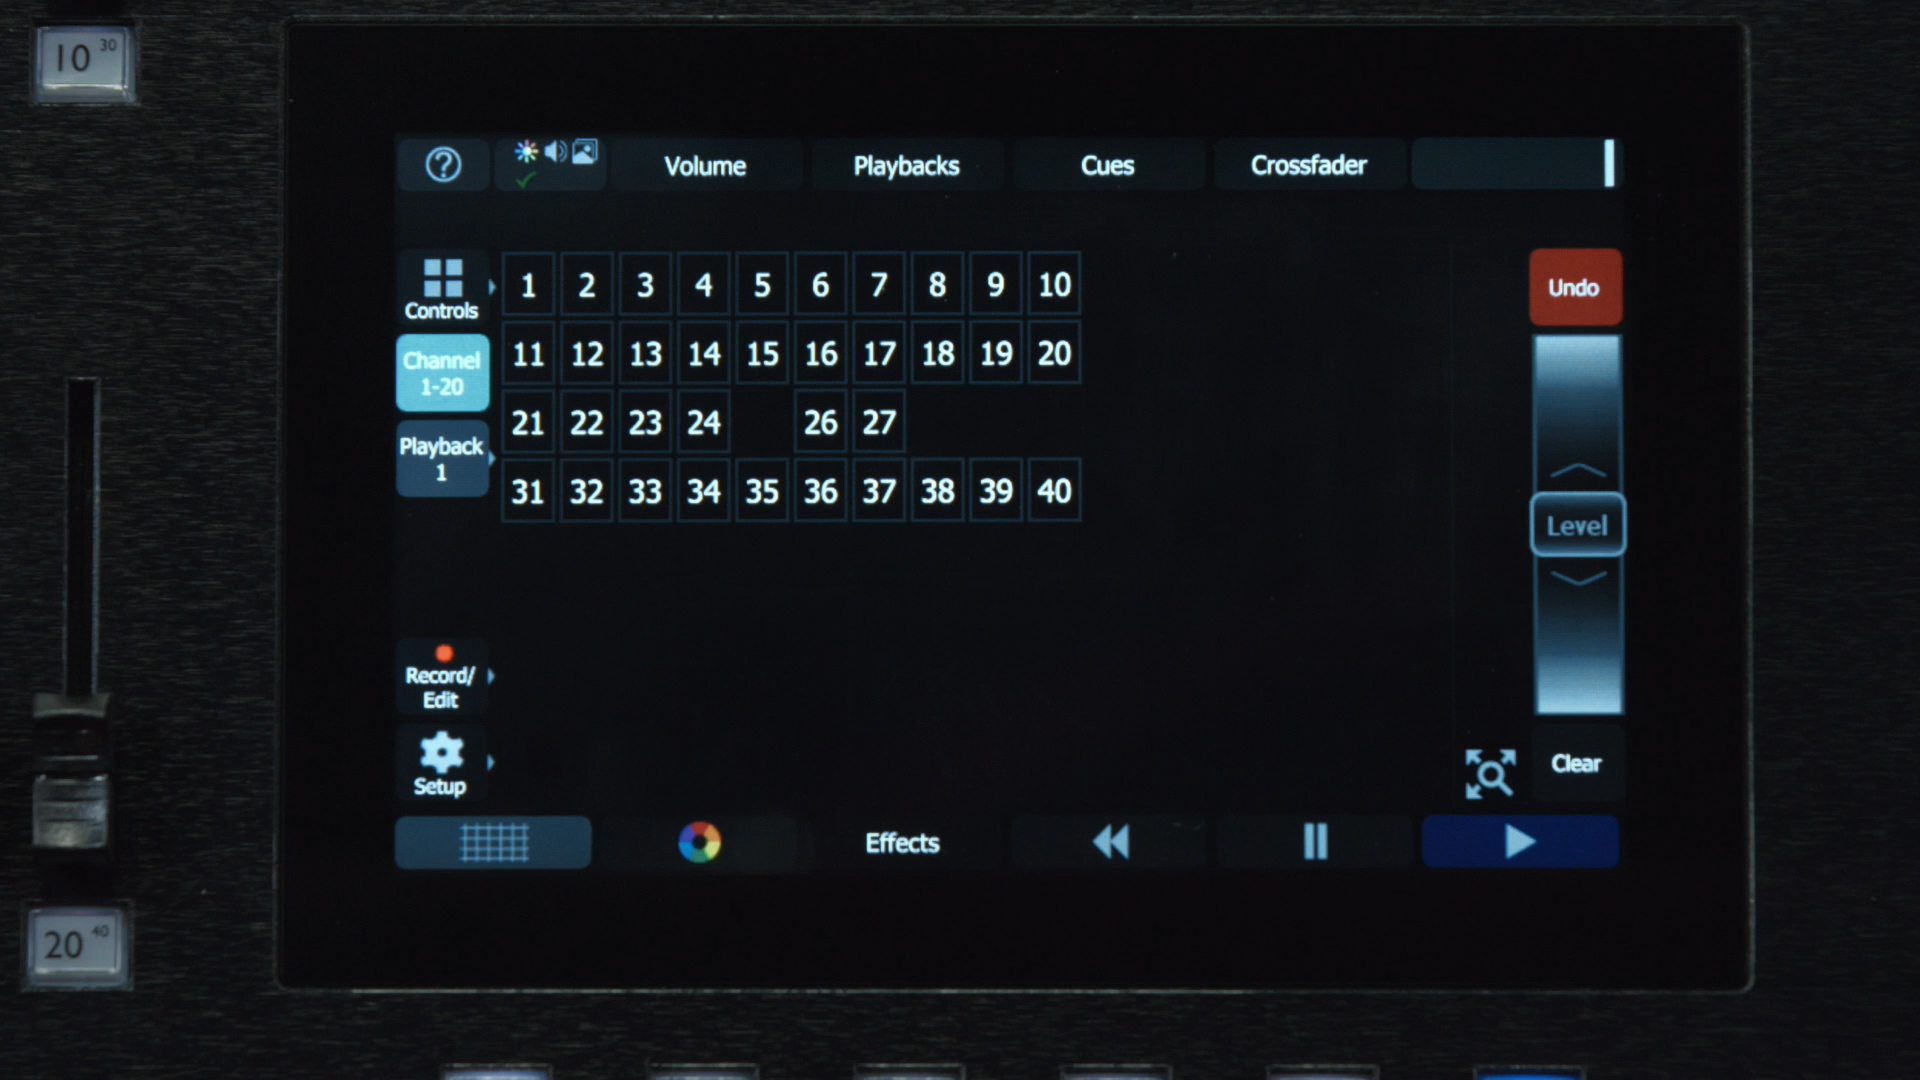 10 30
Volume Playbacks Cues Crossfader
Controls
1 2 3 4 5 6 7 8 9 10
Undo
Channel
1-20
11 12 13 14 15 16 17 18 19 20
21 22 23 24 26 27
Playback
1
31 32 33 34 35 36 37 38 39 40
Level
Record/
Edit
Setup
Clear
Effects
20 40